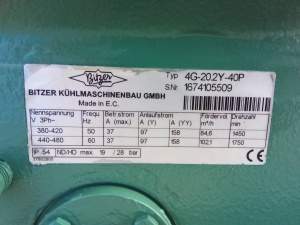 Bitzer
BITZER KÜHLMASCHINENBAU GMBH
Made in E.C.
Typ 4G-20.2Y-40P
S.Nr. 1674105509
Nennspannung V 3Ph~ Frequ. Hz Betr.strom A (max.) Anlaufstrom A (Y) A (YY) Fördervol. m³/h Drehzahl min
380-420 50 37 97 158 84,6 1450
440-480 60 37 97 158 102,1 1750
IP 54 ND/HD max. 19 / 28 bar